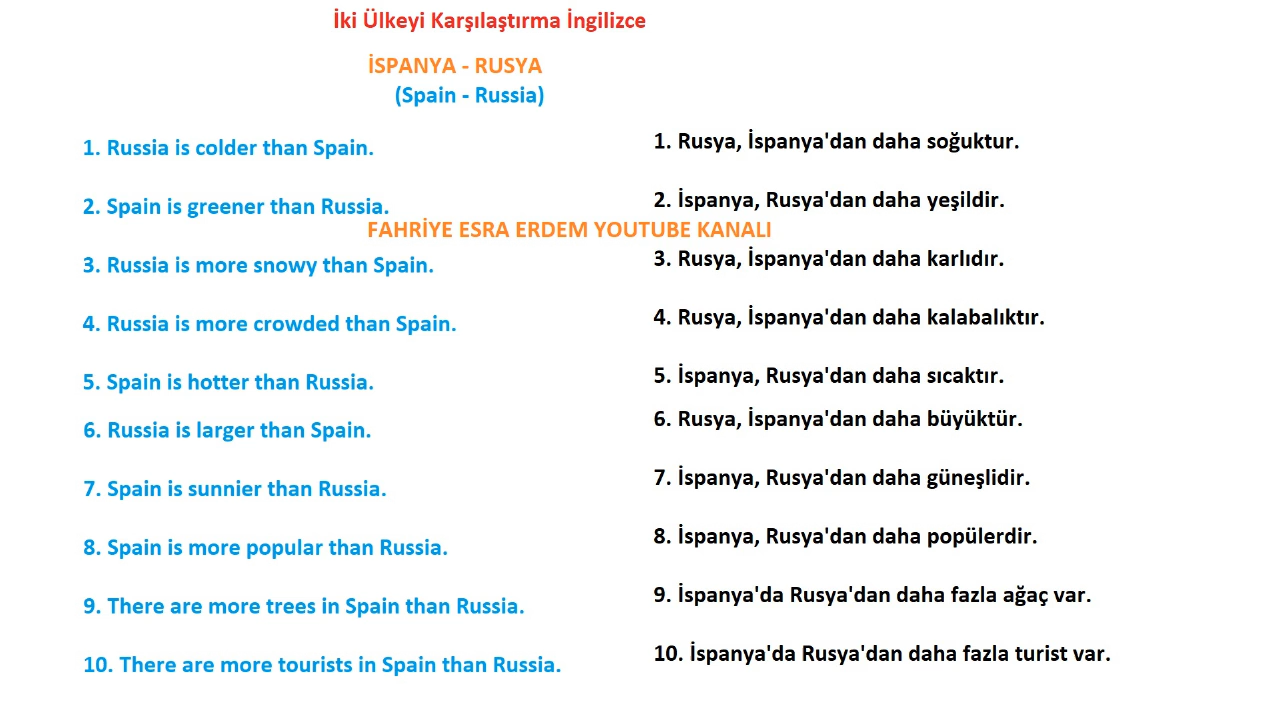 İki Ülkeyi Karşılaştırma İngilizce
İSPANYA - RUSYA
(Spain - Russia)
1. Russia is colder than Spain.
2. Spain is greener than Russia.
FAHRİYE ESRA ERDEM YOUTUBE KANALI
3. Russia is more snowy than Spain.
4. Russia is more crowded than Spain.
5. Spain is hotter than Russia.
6. Russia is larger than Spain.
7. Spain is sunnier than Russia.
8. Spain is more popular than Russia.
9. There are more trees in Spain than Russia.
10. There are more tourists in Spain than Russia.
1. Rusya, İspanya'dan daha soğuktur.
2. İspanya, Rusya'dan daha yeşildir.
3. Rusya, İspanya'dan daha karlıdır.
4. Rusya, İspanya'dan daha kalabalıktır.
5. İspanya, Rusya'dan daha sıcaktır.
6. Rusya, İspanya'dan daha büyüktür.
7. İspanya, Rusya'dan daha güneşlidir.
8. İspanya, Rusya'dan daha popülerdir.
9. İspanya'da Rusya'dan daha fazla ağaç var.
10. İspanya'da Rusya'dan daha fazla turist var.